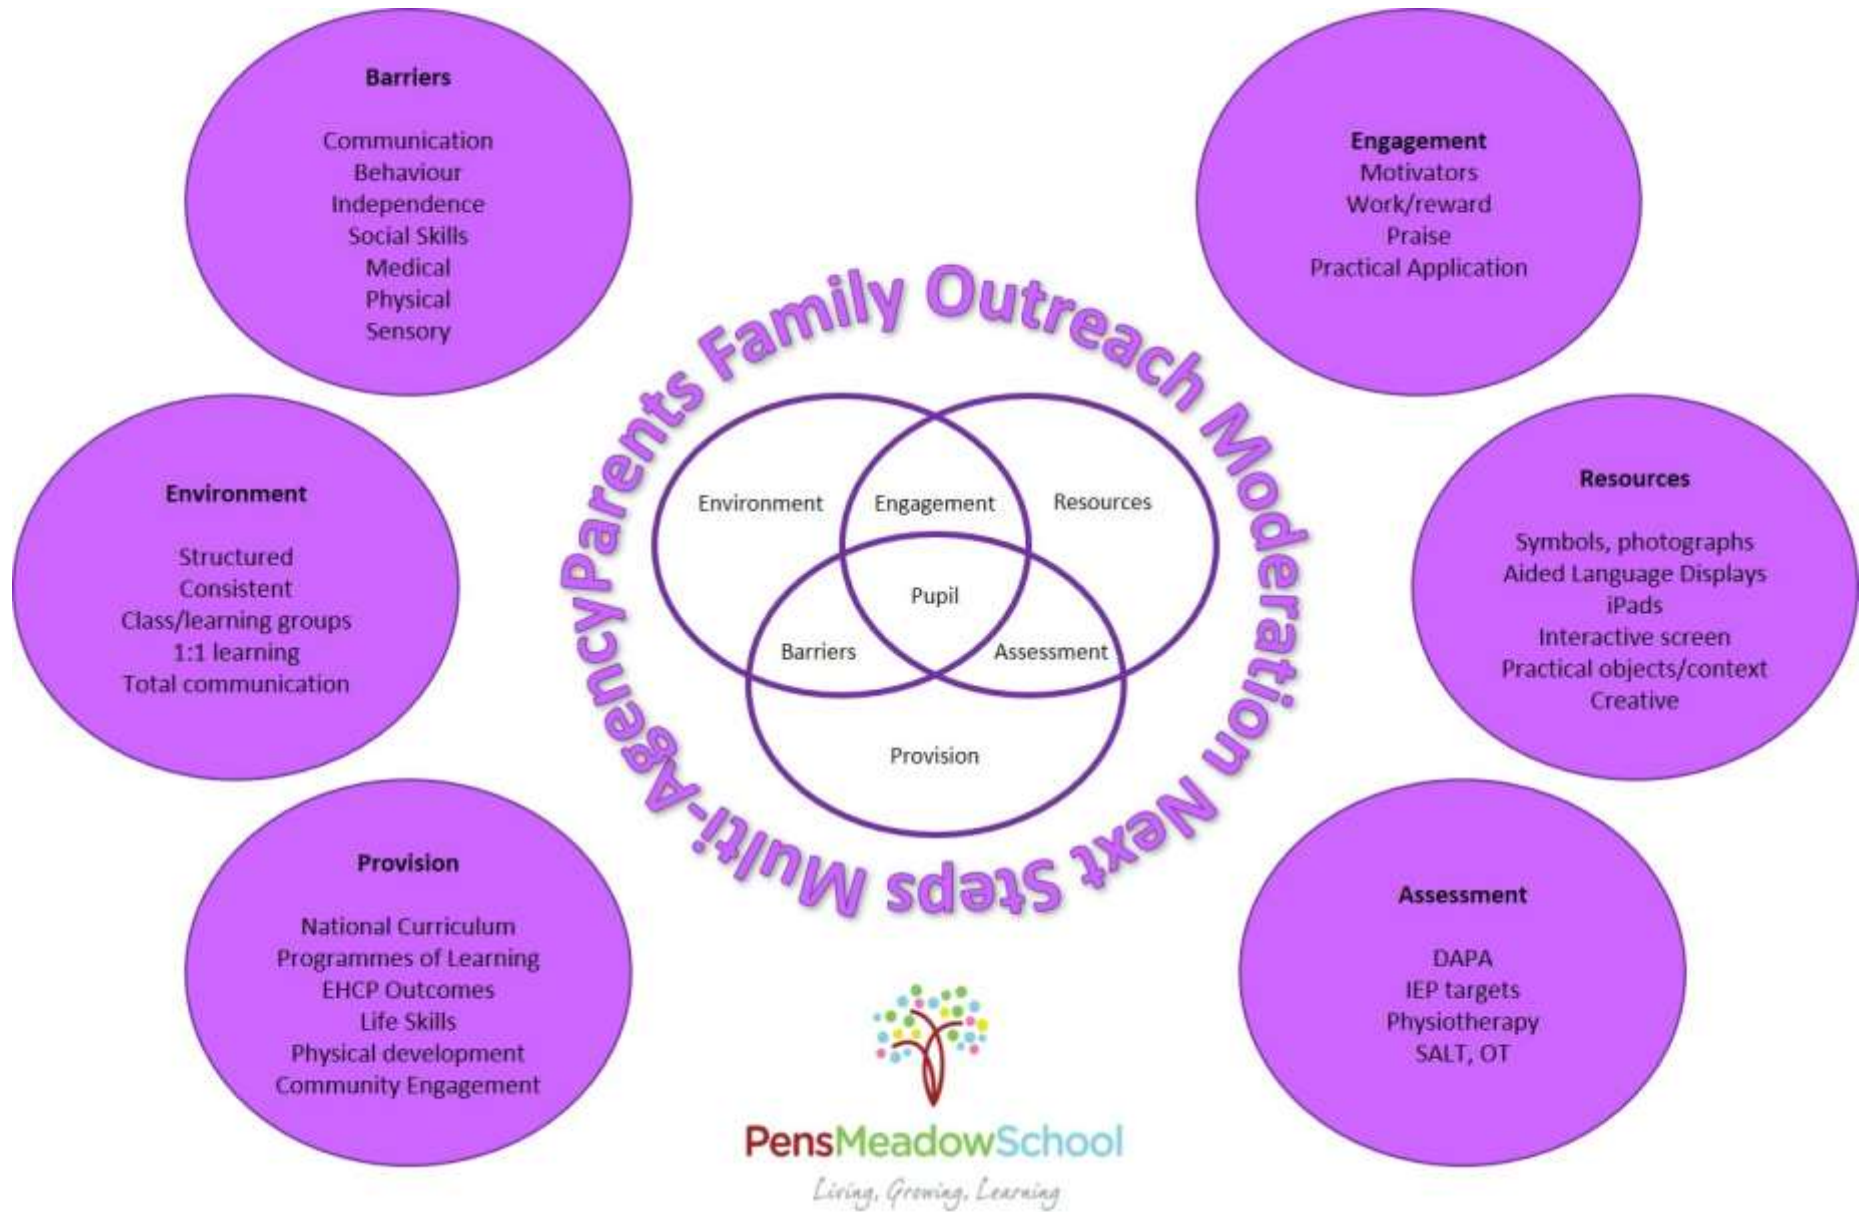 Barriers
Communication
Behaviour
Independence
Social Skills
Medical
Physical
Sensory
Engagement
Motivators
Work/reward
Praise
Practical Application
Environment
Structured
Consistent
Class/learning groups
1:1 learning
Total communication
Parents Family Outreach Moderation Next Steps Multi-Agency
Environment
Engagement
Resources
Pupil
Barriers
Assessment
Provision
Resources
Symbols, photographs
Aided Language Displays
iPads
Interactive screen
Practical objects/context
Creative
Provision
National Curriculum
Programmes of Learning
EHCP Outcomes
Life Skills
Physical development
Community Engagement
Assessment
DAPA
IEP targets
Physiotherapy
SALT, OT
PensMeadowSchool
Living, Growing, Learning